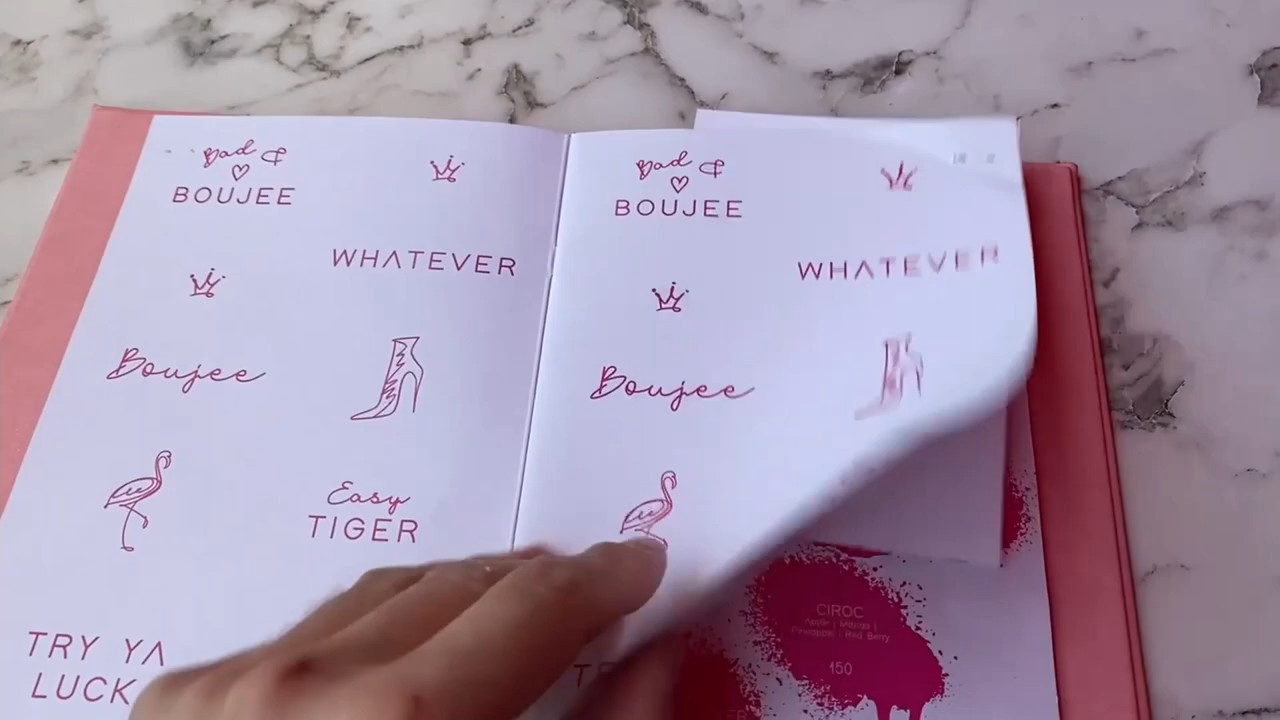 Bad &
BOUJEE
WHATEVER
Boujee
Easy
TIGER
TRY YA
LUCK
Bad &
BOUJEE
WHATEVER
Boujee
CIROC
Apple | Mango |
Pineapple | Red Berry
150